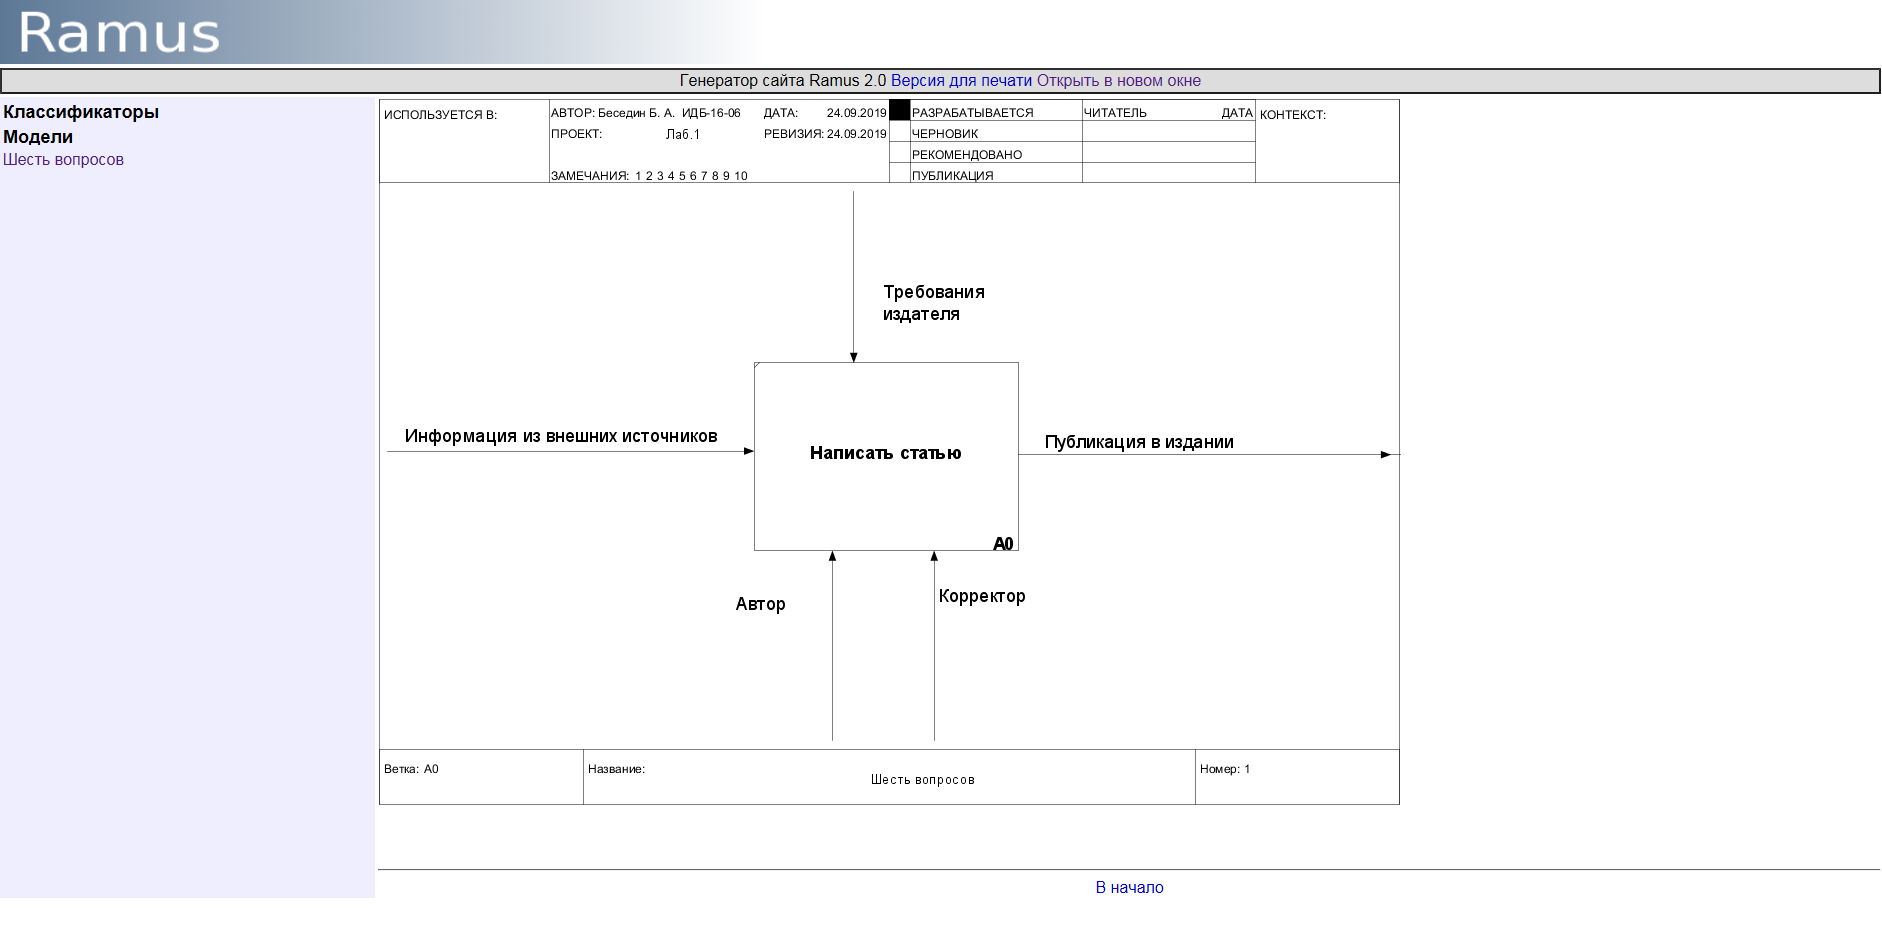 Ramus
Генератор сайта Ramus 2.0 Версия для печати Открыть в новом окне
Классификаторы
Модели
Шесть вопросов
ИСПОЛЬЗУЕТСЯ В:
АВТОР: Беседин Б. А. ИДБ-16-06
ДАТА: 24.09.2019
ПРОЕКТ: Лаб.1
РЕВИЗИЯ: 24.09.2019
ЗАМЕЧАНИЯ: 1 2 3 4 5 6 7 8 9 10
РАЗРАБАТЫВАЕТСЯ
ЧЕРНОВИК
РЕКОМЕНДОВАНО
ПУБЛИКАЦИЯ
ЧИТАТЕЛЬ ДАТА
КОНТЕКСТ:
Требования
издателя
Информация из внешних источников
Написать статью
Публикация в издании
A0
Автор
Корректор
Ветка: A0
Название:
Шесть вопросов
Номер: 1
В начало